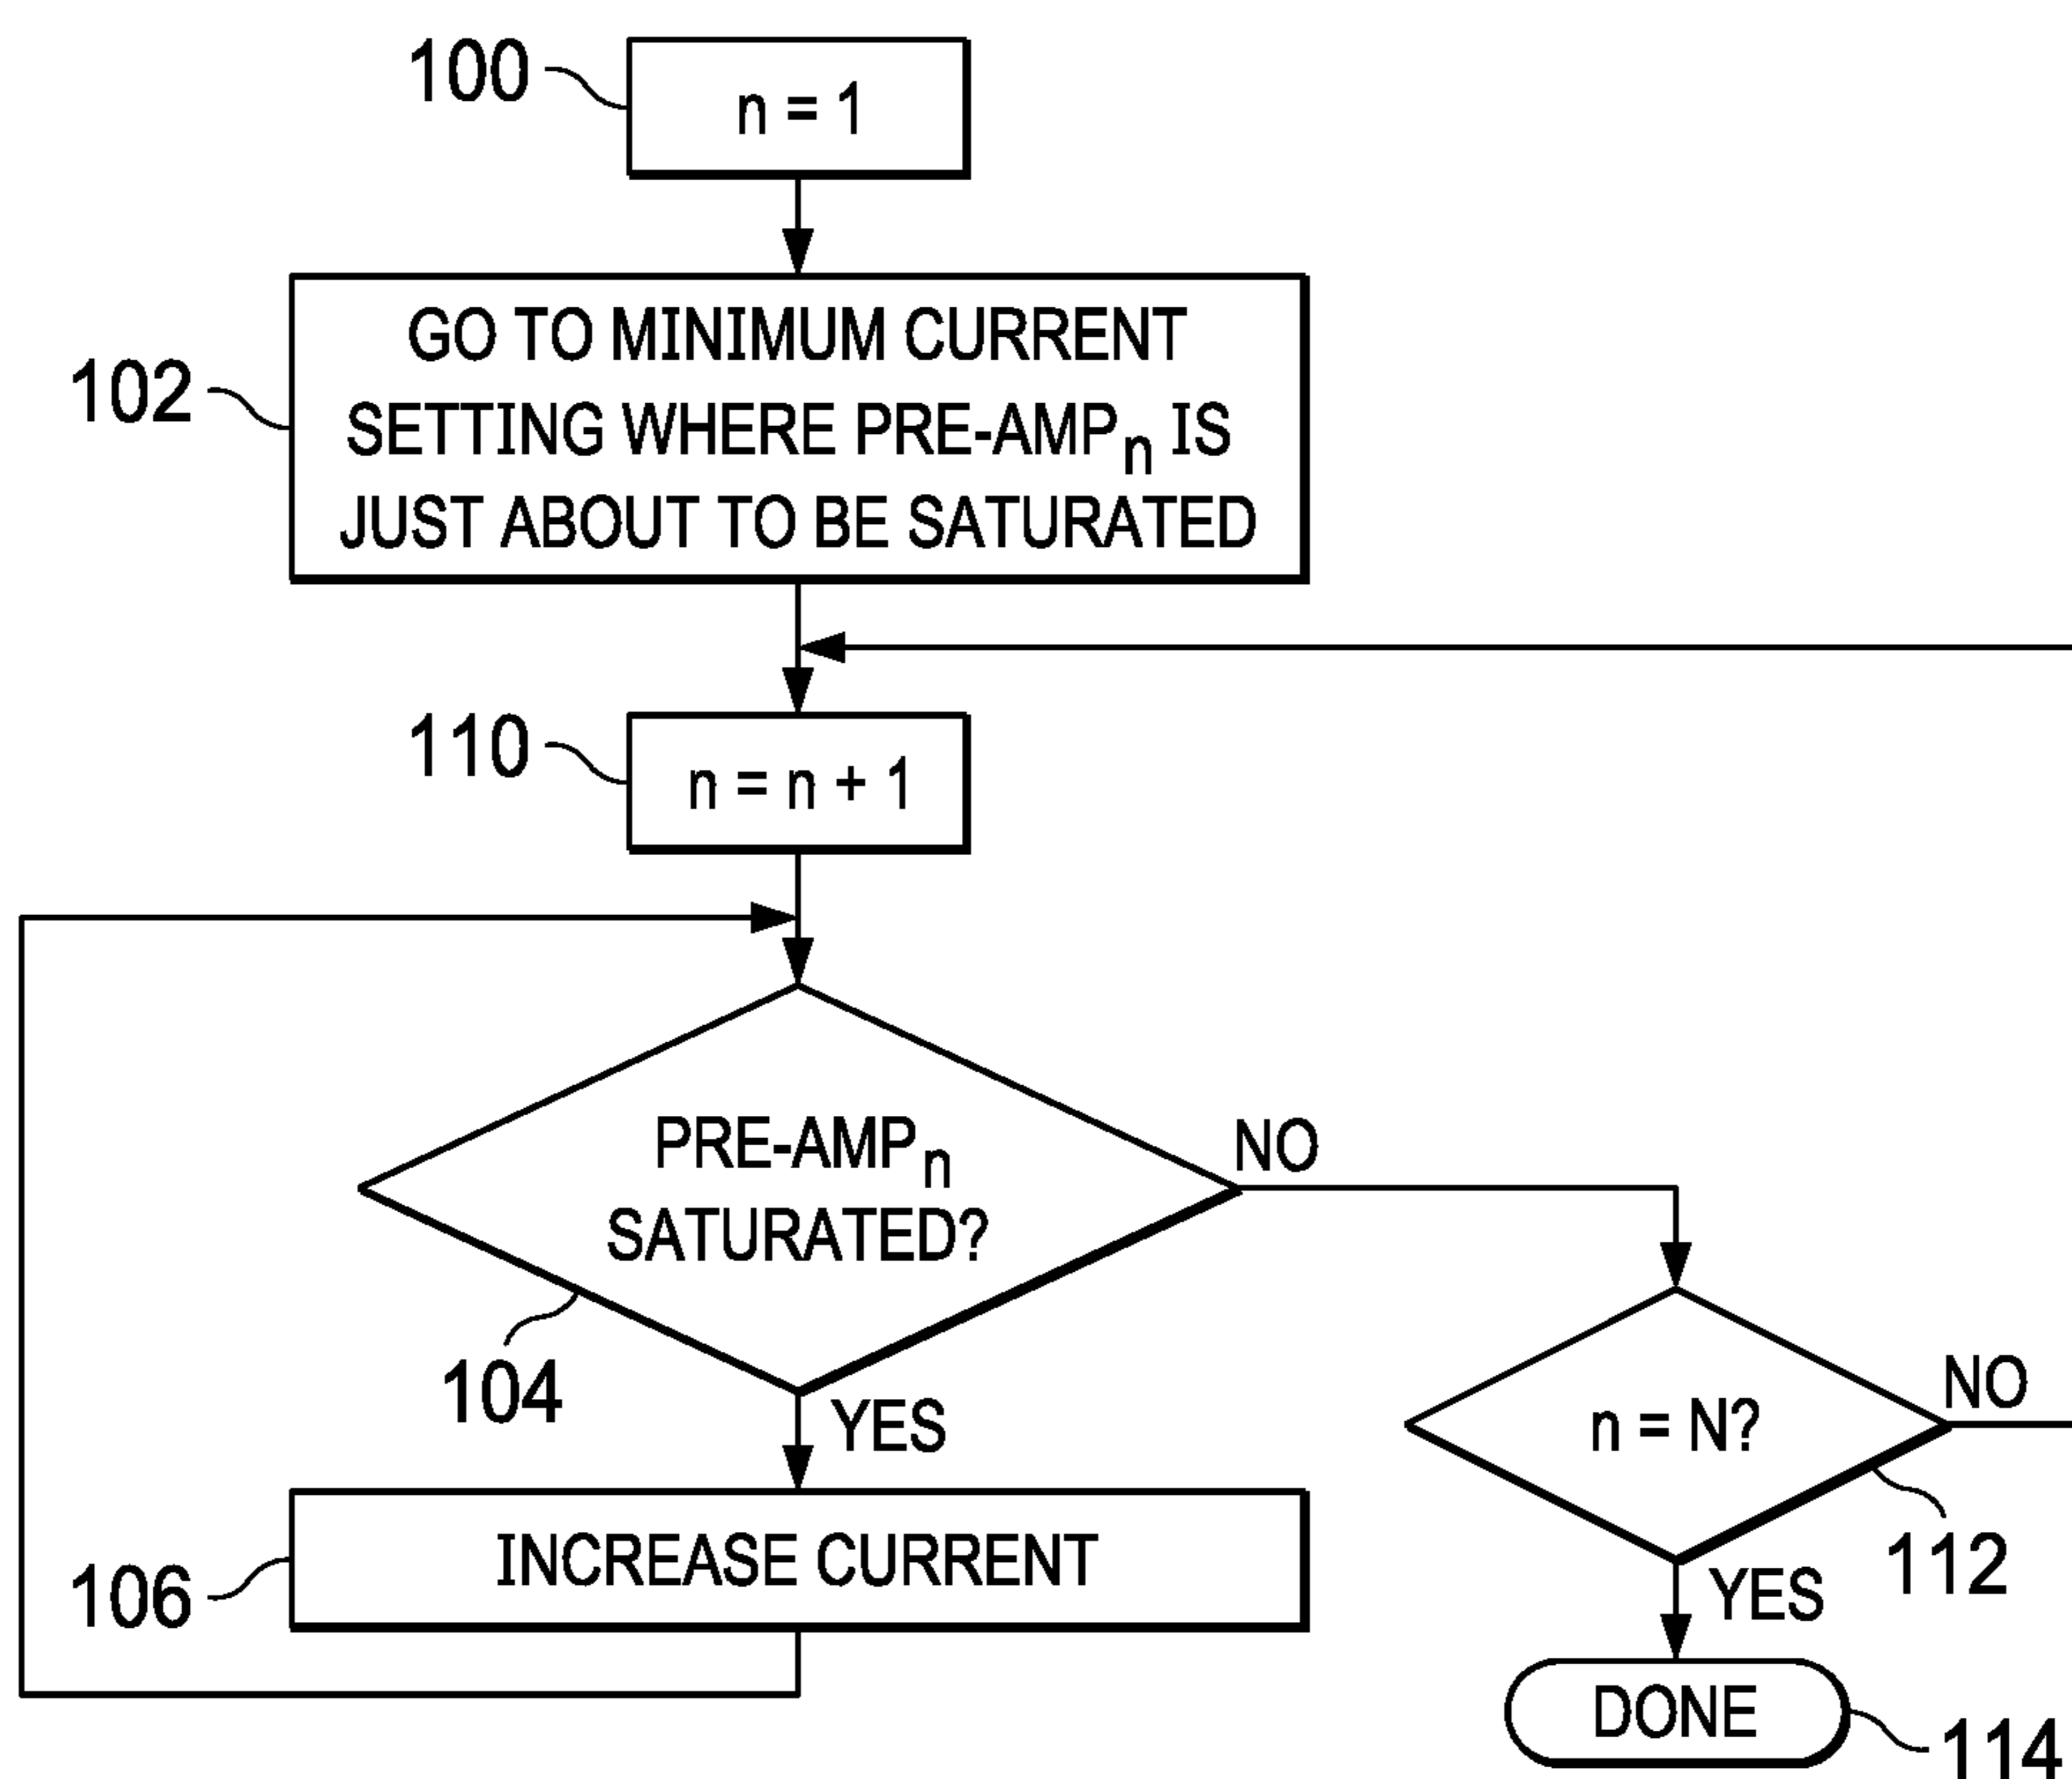 100
n = 1
102
GO TO MINIMUM CURRENT
SETTING WHERE PRE-AMPn IS
JUST ABOUT TO BE SATURATED
110
n = n + 1
PRE-AMPn
SATURATED?
NO
104
YES
n = N?
NO
112
106
INCREASE CURRENT
YES
DONE
114